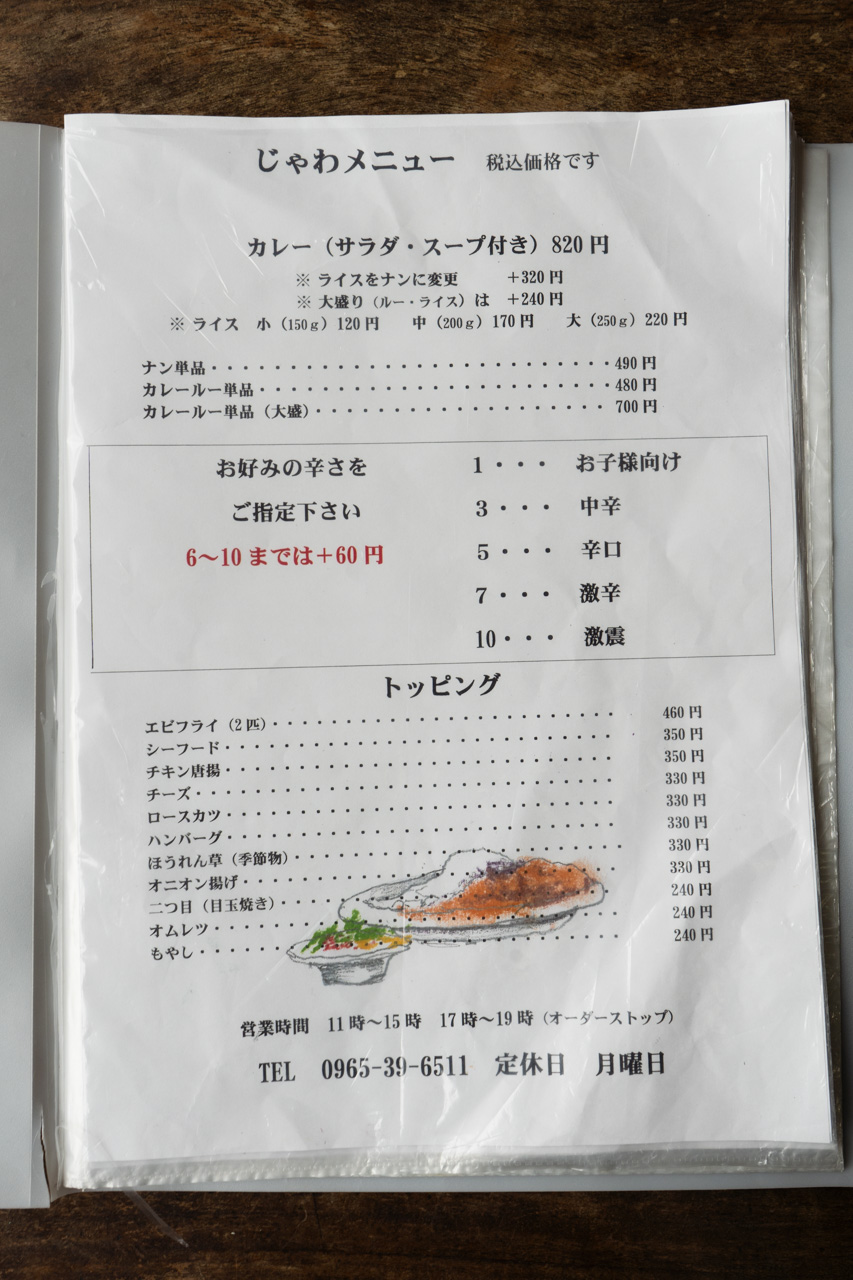 じゃわメニュー 税込価格です
カレー（サラダ・スープ付き）820円
※ ライスをナンに変更 ＋320円
※ 大盛り（ルー・ライス）は ＋240円
※ ライス 小（150g）120円 中（200g）170円 大（250g）220円
ナン単品・・・・・・・・・・・・・・・・・・・・・・・・・490円
カレールー単品・・・・・・・・・・・・・・・・・・・・・・480円
カレールー単品（大盛）・・・・・・・・・・・・・・・・・・・700円
お好みの辛さを
ご指定下さい
6～10までは＋60円
1・・・ お子様向け
3・・・ 中辛
5・・・ 辛口
7・・・ 激辛
10・・・ 激震
トッピング
エビフライ（2匹）・・・・・・・・・・・・・・・・・・・・・・・・ 460円
シーフード・・・・・・・・・・・・・・・・・・・・・・・・・・・ 350円
チキン唐揚・・・・・・・・・・・・・・・・・・・・・・・・・・・ 350円
チーズ・・・・・・・・・・・・・・・・・・・・・・・・・・・・・ 330円
ロースカツ・・・・・・・・・・・・・・・・・・・・・・・・・・・ 330円
ハンバーグ・・・・・・・・・・・・・・・・・・・・・・・・・・・ 330円
ほうれん草（季節物）・・・・・・・・・・・・・・・・・・・・・・・ 330円
オニオン揚げ・・・・・・・・・・・・・・・・・・・・・・・・・・ 330円
二つ目（目玉焼き）・・・・・・・・・・・・・・・・・・・・・・・ 240円
オムレツ・・・・・・・・・・・・・・・・・・・・・・・・・・・・ 240円
もやし・・・・・・・・・・・・・・・・・・・・・・・・・・・・・ 240円
営業時間 11時～15時 17時～19時（オーダーストップ）
TEL 0965-39-6511 定休日 月曜日